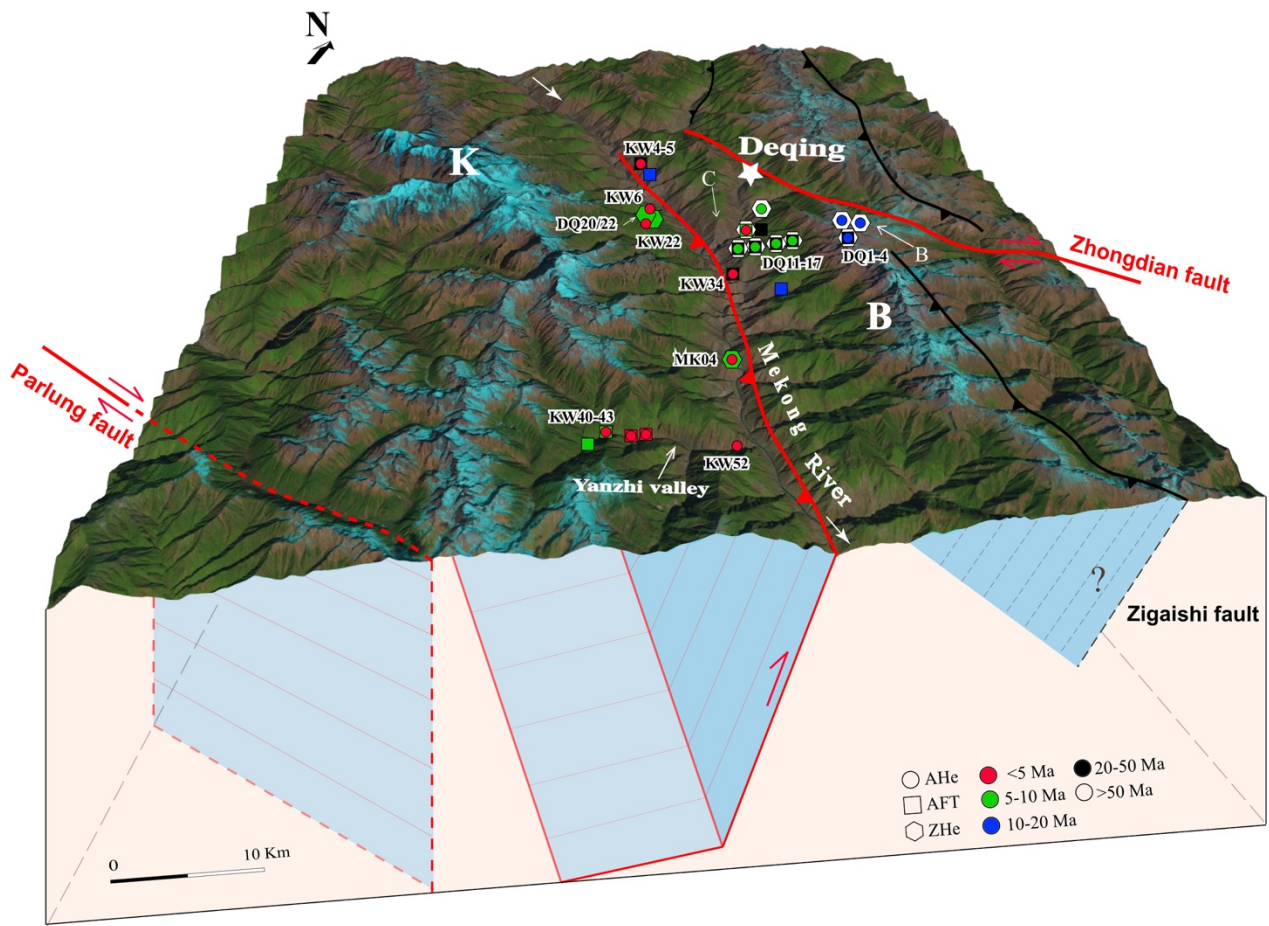 N
Deqing
K
KW4-5
C
KW6
DQ20/22
KW22
DQ11-17
DQ1-4
B
Zhongdian fault
KW34
B
MK04
Mekong
River
Parlung fault
KW40-43
KW52
Yanzhi valley
?
Zigaishi fault
0
10 Km
AHe
<5 Ma
20-50 Ma
AFT
5-10 Ma
>50 Ma
ZHe
10-20 Ma